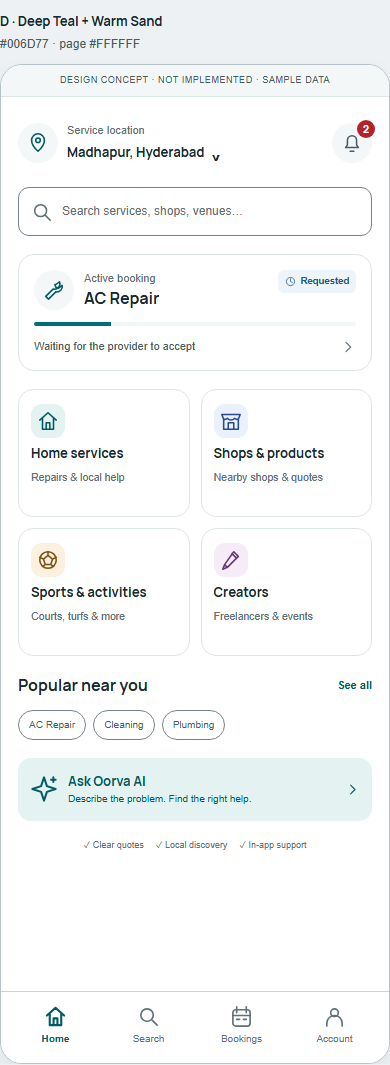 D · Deep Teal + Warm Sand
#006D77 · page #FFFFFF
DESIGN CONCEPT · NOT IMPLEMENTED · SAMPLE DATA
Service location
Madhapur, Hyderabad
2
Search services, shops, venues...
Active booking
AC Repair
Requested
Waiting for the provider to accept
Home services
Repairs & local help
Shops & products
Nearby shops & quotes
Sports & activities
Courts, turfs & more
Creators
Freelancers & events
Popular near you
See all
AC Repair
Cleaning
Plumbing
Ask Oorva AI
Describe the problem. Find the right help.
✓ Clear quotes ✓ Local discovery ✓ In-app support
Home
Search
Bookings
Account